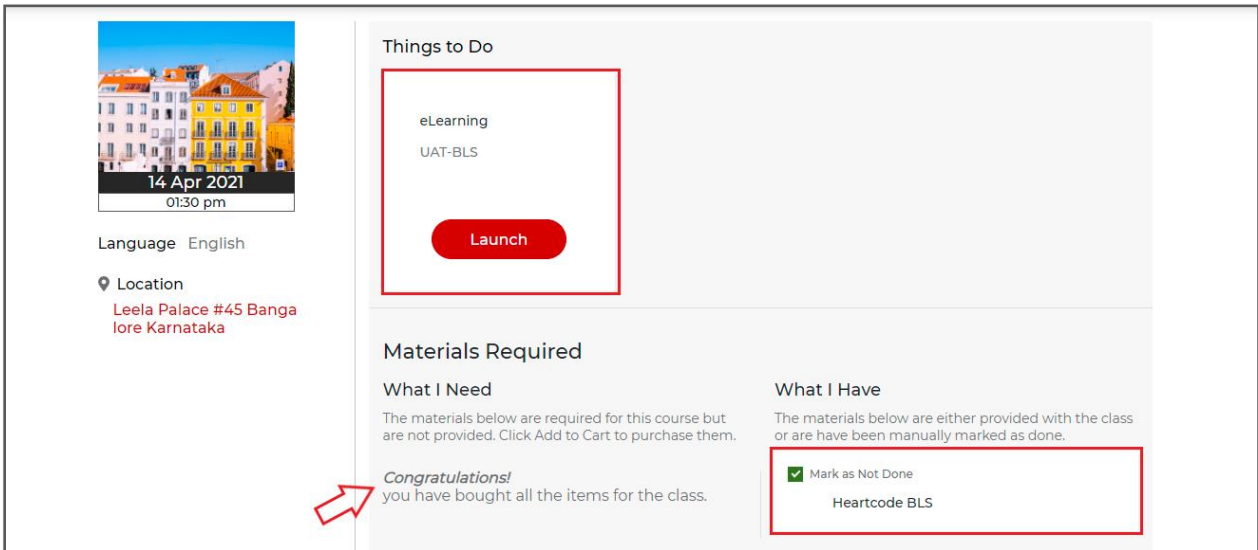 14 Apr 2021
01:30 pm
Language English
Location
Leela Palace #45 Banga
lore Karnataka
Things to Do
eLearning
UAT-BLS
Launch
Materials Required
What I Need
The materials below are required for this course but
are not provided. Click Add to Cart to purchase them.
Congratulations!
you have bought all the items for the class.
What I Have
The materials below are either provided with the class
or are have been manually marked as done.
Mark as Not Done
Heartcode BLS